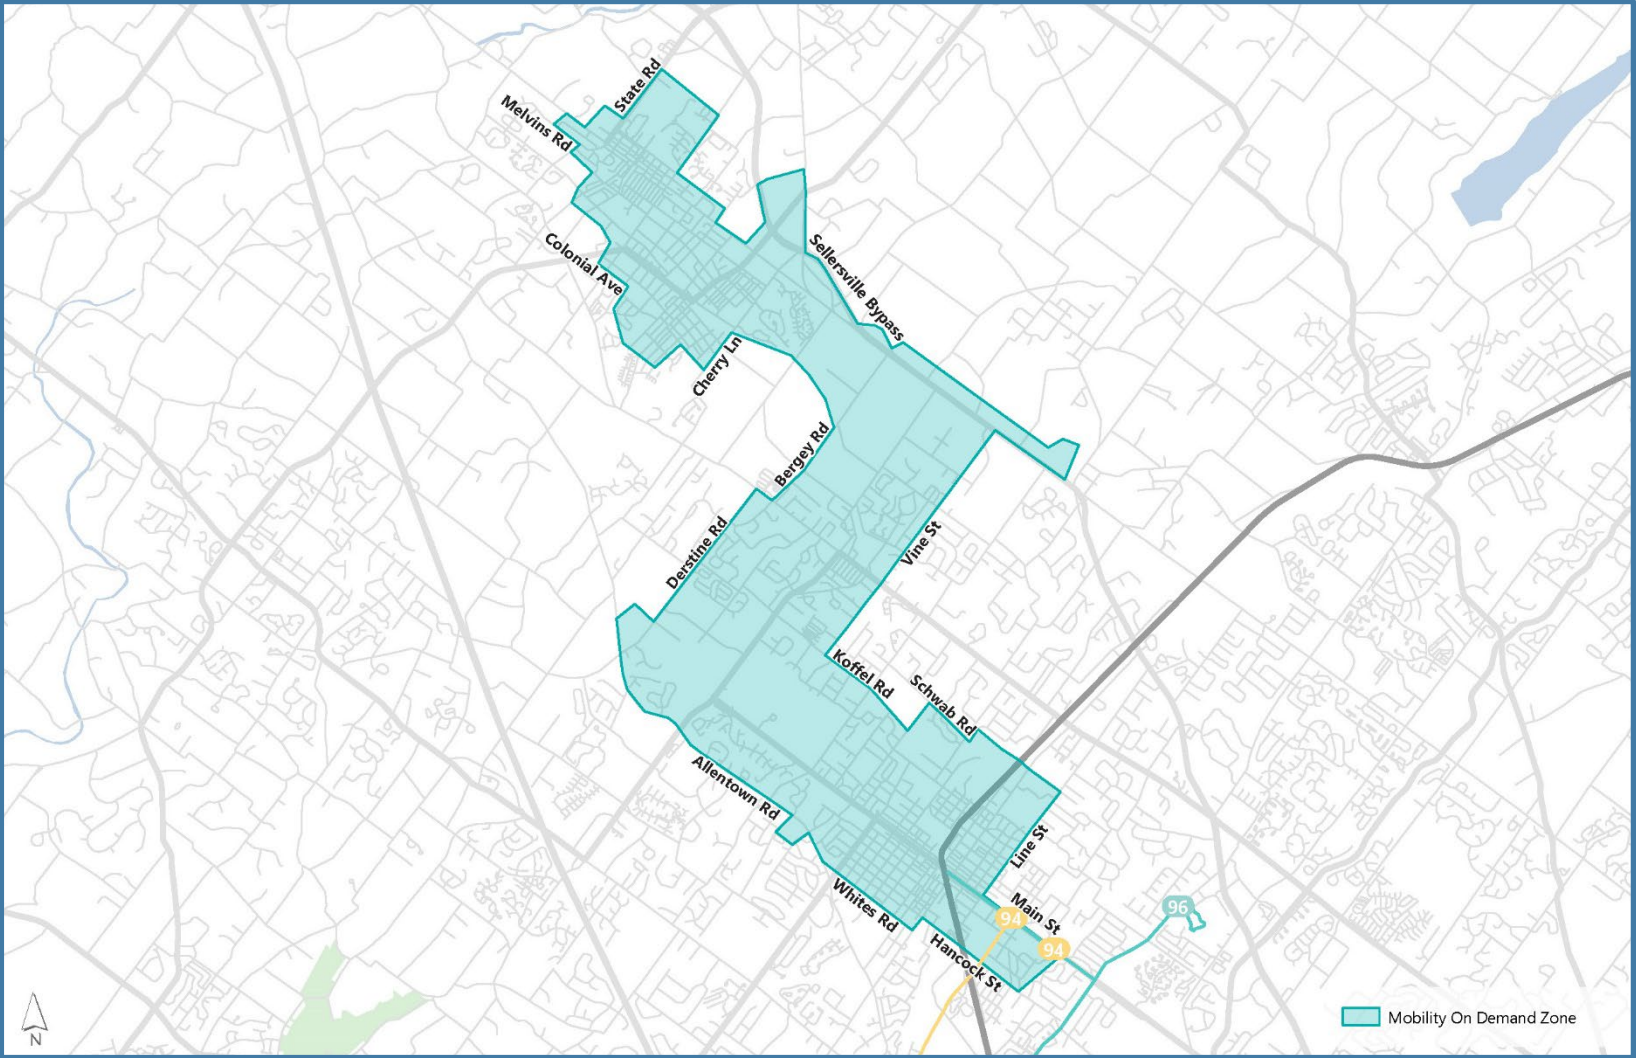 State Rd
Melvins Rd
Colonial Ave
Sellersville Bypass
Cherry Ln
Bergey Rd
Derstine Rd
Vine St
Koffel Rd
Schwab Rd
Allentown Rd
Line St
Whites Rd
Main St
94
96
94
Hancock St
N
Mobility On Demand Zone